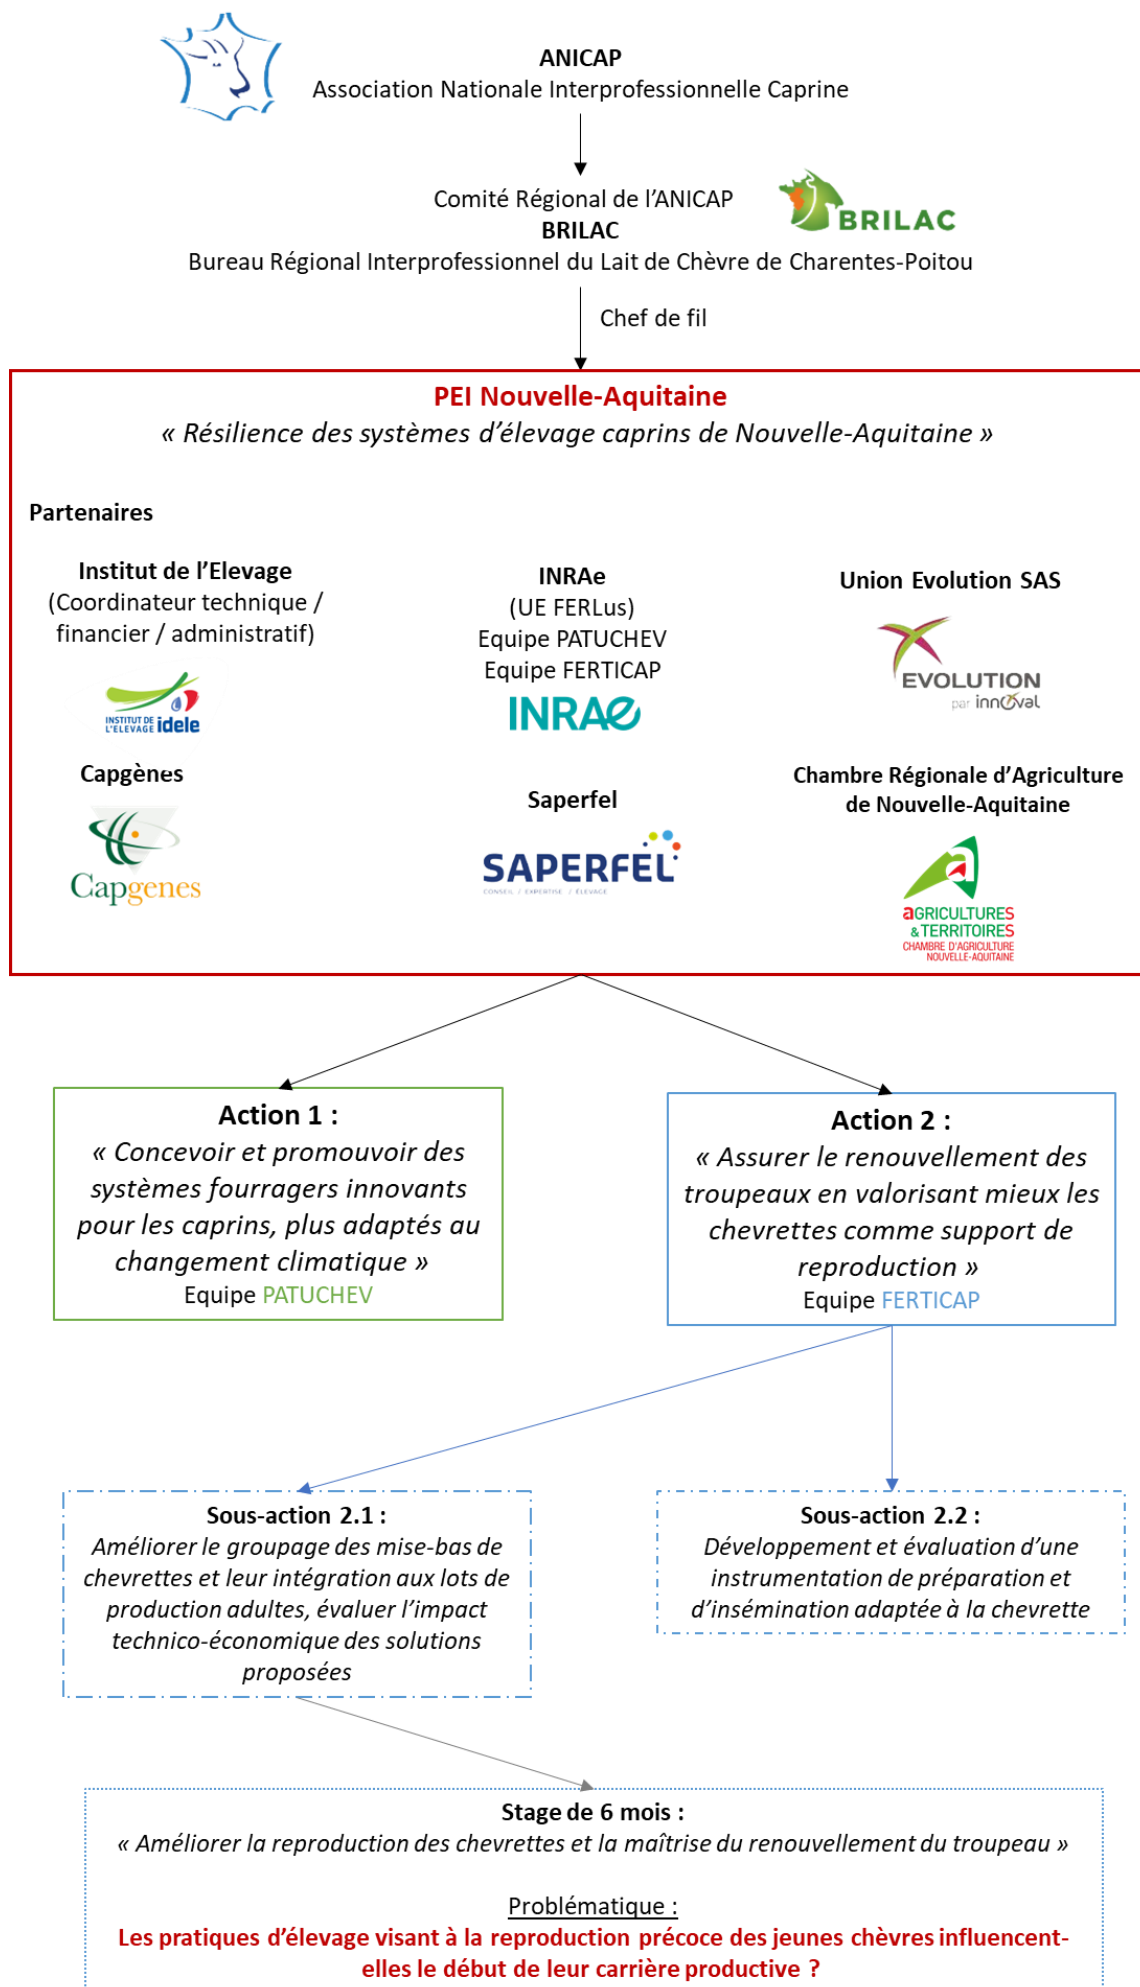 ANICAP
Association Nationale Interprofessionnelle Caprine
Comité Régional de l’ANICAP
BRILAC
BRILAC
Bureau Régional Interprofessionnel du Lait de Chèvre de Charentes-Poitou
Chef de fil
PEI Nouvelle-Aquitaine
« Résilience des systèmes d’élevage caprins de Nouvelle-Aquitaine »
Partenaires
Institut de l’Elevage
(Coordinateur technique /
financier / administratif)
INSTITUT DE
L'ELEVAGE idele
INRAe
(UE FERLus)
Equipe PATUCHEV
Equipe FERTICAP
INRAE
Union Evolution SAS
EVOLUTION
par innoval
Capgènes
Capgenes
Saperfel
SAPERFEL
CONSEIL / EXPERTISE / ÉLEVAGE
Chambre Régionale d’Agriculture
de Nouvelle-Aquitaine
aGRICULTURES
& TERRITOIRES
CHAMBRE D'AGRICULTURE
NOUVELLE-AQUITAINE
Action 1 :
« Concevoir et promouvoir des
systèmes fourragers innovants
pour les caprins, plus adaptés au
changement climatique »
Equipe PATUCHEV
Action 2 :
« Assurer le renouvellement des
troupeaux en valorisant mieux les
chevrettes comme support de
reproduction »
Equipe FERTICAP
Sous-action 2.1 :
Améliorer le groupage des mise-bas de
chevrettes et leur intégration aux lots de
production adultes, évaluer l’impact
technico-économique des solutions
proposées
Sous-action 2.2 :
Développement et évaluation d’une
instrumentation de préparation et
d’insémination adaptée à la chevrette
Stage de 6 mois :
« Améliorer la reproduction des chevrettes et la maîtrise du renouvellement du troupeau »
Problématique :
Les pratiques d’élevage visant à la reproduction précoce des jeunes chèvres influencent-
elles le début de leur carrière productive ?